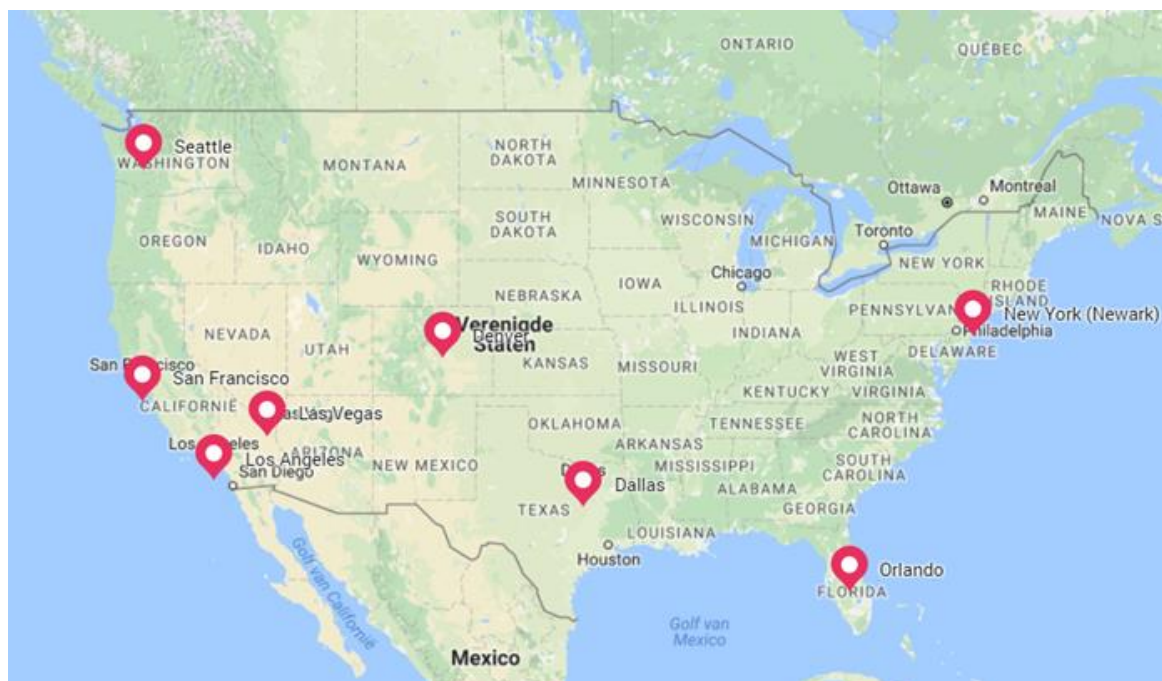 ONTARIO
QUÉBEC
Seattle
WASHINGTON
MONTANA
NORTH
DAKOTA
MINNESOTA
Ottawa
Montreal
MAINE
NOVA S
SOUTH
DAKOTA
WISCONSIN
MICHIGAN
Toronto
OREGON
IDAHO
WYOMING
NEW YORK
Chicago
IOWA
NEBRASKA
ILLINOIS
RHODE
ISLAND
PENNSYLVAN
New York (Newark)
Philadelphia
NEVADA
UTAH
Verenigde
Staten
Denver
INDIANA
DELAWARE
KANSAS
MISSOURI
WEST
VIRGINIA
San Francisco
San Francisco
KENTUCKY
VIRGINIA
CALIFORNIË
Las Vegas
OKLAHOMA
TENNESSEE
NORTH
CAROLINA
Los Angeles
Los Angeles
ARIZONA
NEW MEXICO
ARKANSAS
San Diego
MISSISSIPPI
SOUTH
CAROLINA
Dallas
Dallas
ALABAMA
TEXAS
GEORGIA
LOUISIANA
Houston
Golf van Californië
Orlando
FLORIDA
Golf van
Mexico
Mexico